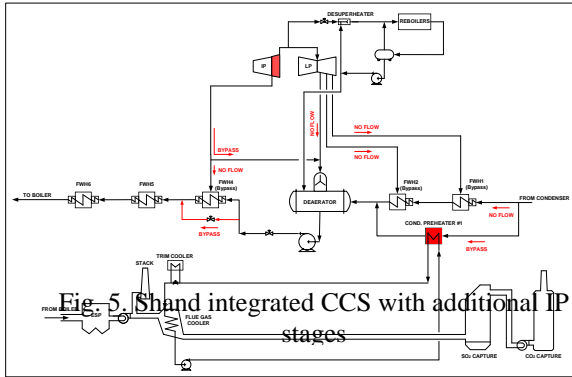 DESUPERHEATER
REBOILERS
IP
LP
NO FLOW
NO FLOW
BYPASS
NO FLOW
NO FLOW
FWH6
FWH5
FWH4
(Bypass)
FWH2
(Bypass)
FWH1
(Bypass)
TO BOILER
FROM CONDENSER
DEAERATOR
NO FLOW
COND. PREHEATER #1
BYPASS
BYPASS
TRIM COOLER
STACK
FROM BOILER
ESP
FLUE GAS
COOLER
SO₂ CAPTURE
CO₂ CAPTURE
Fig. 5. Shand integrated CCS with additional IP
stages